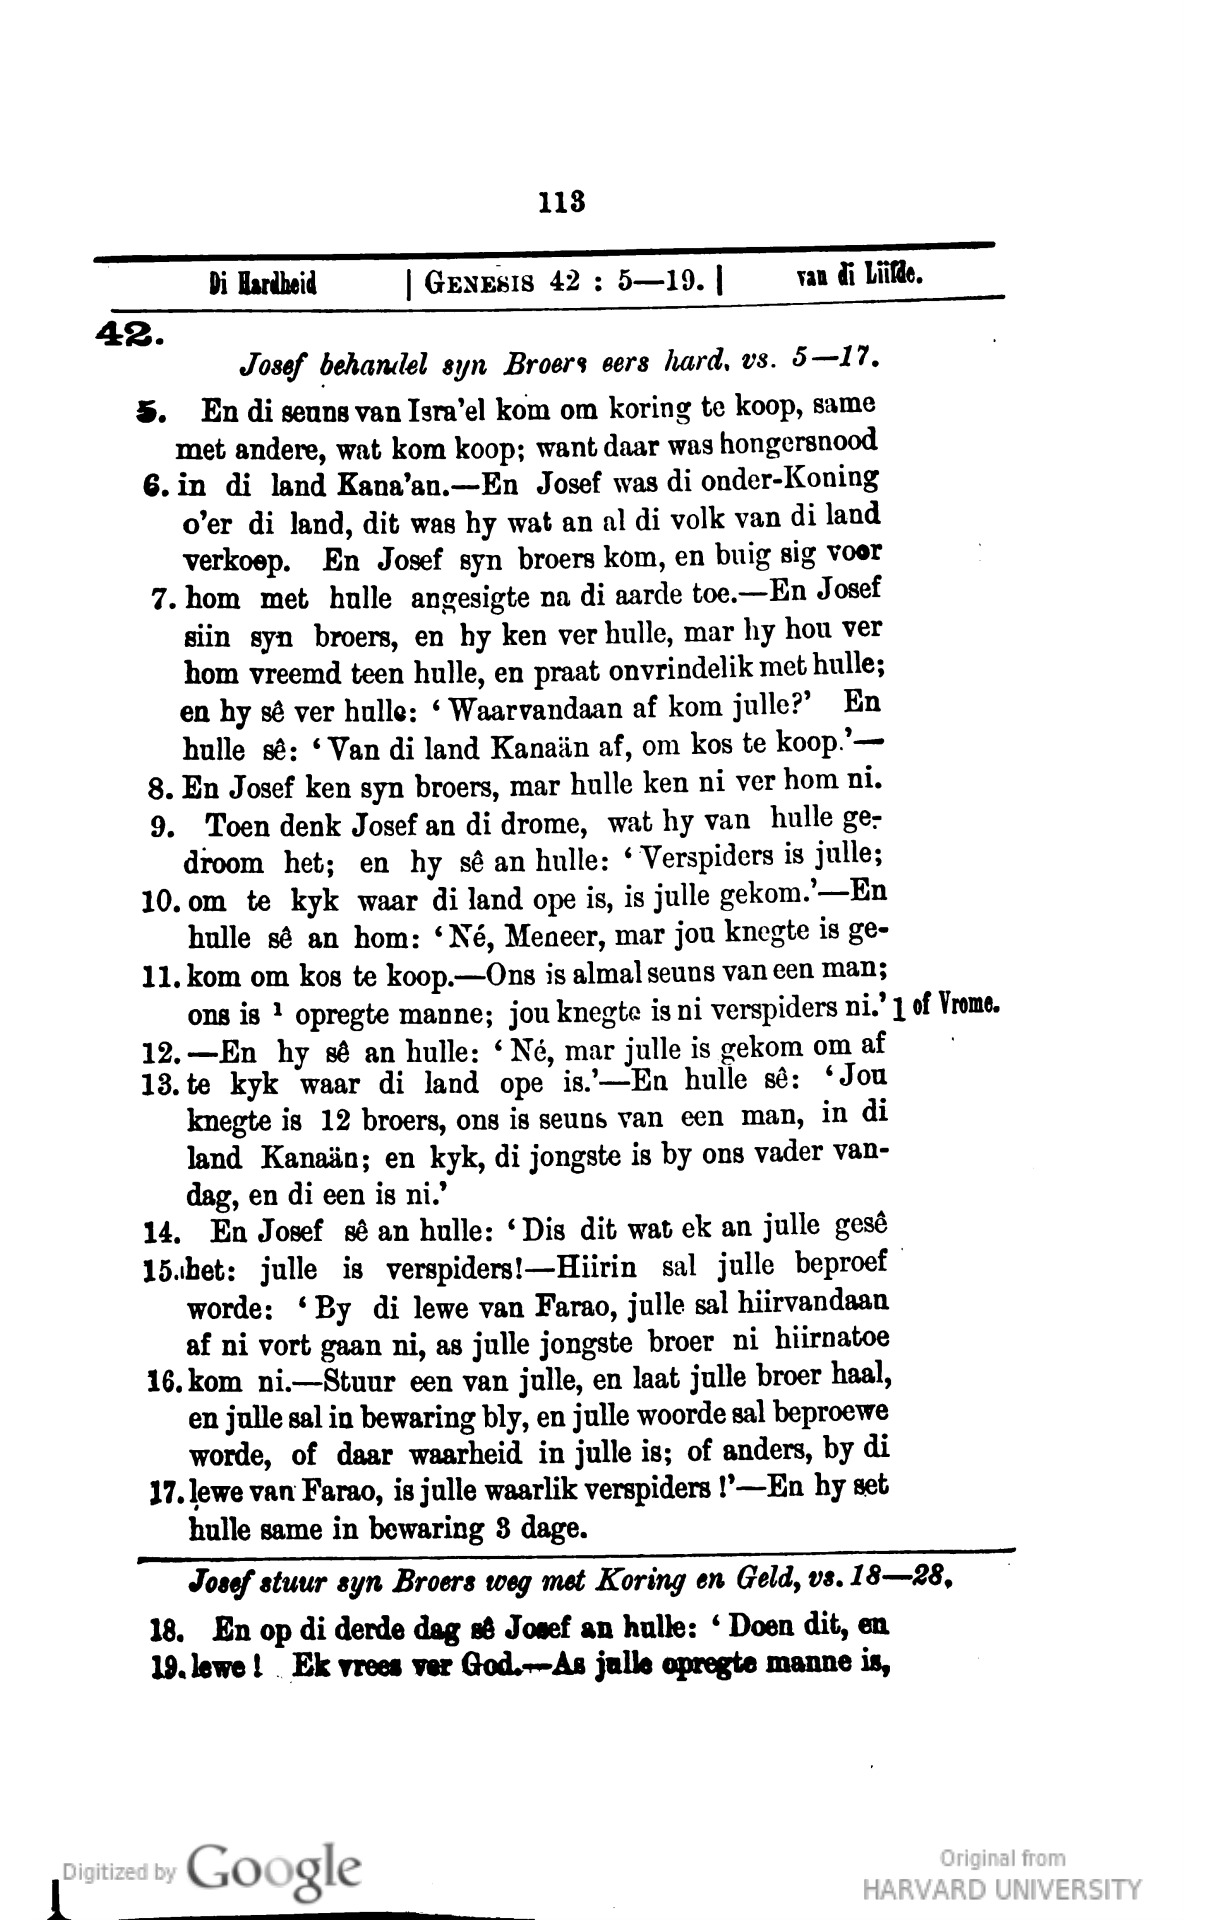 113
Di Hardheid | GENESIS 42 : 5—19. | van di Liifde.
42.
Josef behandel syn Broers eers hard, vs. 5—17.
5. En di seuns van Isra'el kom om koring te koop, same
met andere, wat kom koop; want daar was hongersnood
6. in di land Kana'an.—En Josef was di onder-Koning
o'er di land, dit was hy wat an al di volk van di land
verkoop. En Josef syn broers kom, en buig sig voor
7. hom met hulle angesigte na di aarde toe.—En Josef
siin syn broers, en hy ken ver hulle, mar hy hou ver
hom vreemd teen hulle, en praat onvrindelik met hulle;
en hy sê ver hulle: ‘ Waarvandaan af kom julle?’ En
hulle sê: ‘ Van di land Kanaän af, om kos te koop.’—
8. En Josef ken syn broers, mar hulle ken ni ver hom ni.
9. Toen denk Josef an di drome, wat hy van hulle ge-
droom het; en hy sê an hulle: ‘ Verspiders is julle;
10. om te kyk waar di land ope is, is julle gekom.’—En
hulle sê an hom: ‘ Né, Meneer, mar jou knegte is ge-
11. kom om kos te koop.—Ons is almal seuns van een man;
ons is ¹ opregte manne; jou knegte is ni verspiders ni.’ 1 of Vrome.
12. —En hy sê an hulle: ‘ Né, mar julle is gekom om af
13. te kyk waar di land ope is.’—En hulle sê: ‘ Jou
knegte is 12 broers, ons is seuns van een man, in di
land Kanaän; en kyk, di jongste is by ons vader van-
dag, en di een is ni.’
14. En Josef sê an hulle: ‘ Dis dit wat ek an julle gesê
15. het: julle is verspiders!—Hiirin sal julle beproef
worde: ‘ By di lewe van Farao, julle sal hiirvandaan
af ni vort gaan ni, as julle jongste broer ni hiirnatoe
16. kom ni.—Stuur een van julle, en laat julle broer haal,
en julle sal in bewaring bly, en julle woorde sal beproewe
worde, of daar waarheid in julle is; of anders, by di
17. lewe van Farao, is julle waarlik verspiders !’—En hy set
hulle same in bewaring 3 dage.
Josef stuur syn Broers weg met Koring en Geld, vs. 18—28.
18. En op di derde dag sê Josef an hulle: ‘ Doen dit, en
19. lewe ! Ek vrees ver God.—As julle opregte manne is,
Digitized by Google
Original from
HARVARD UNIVERSITY